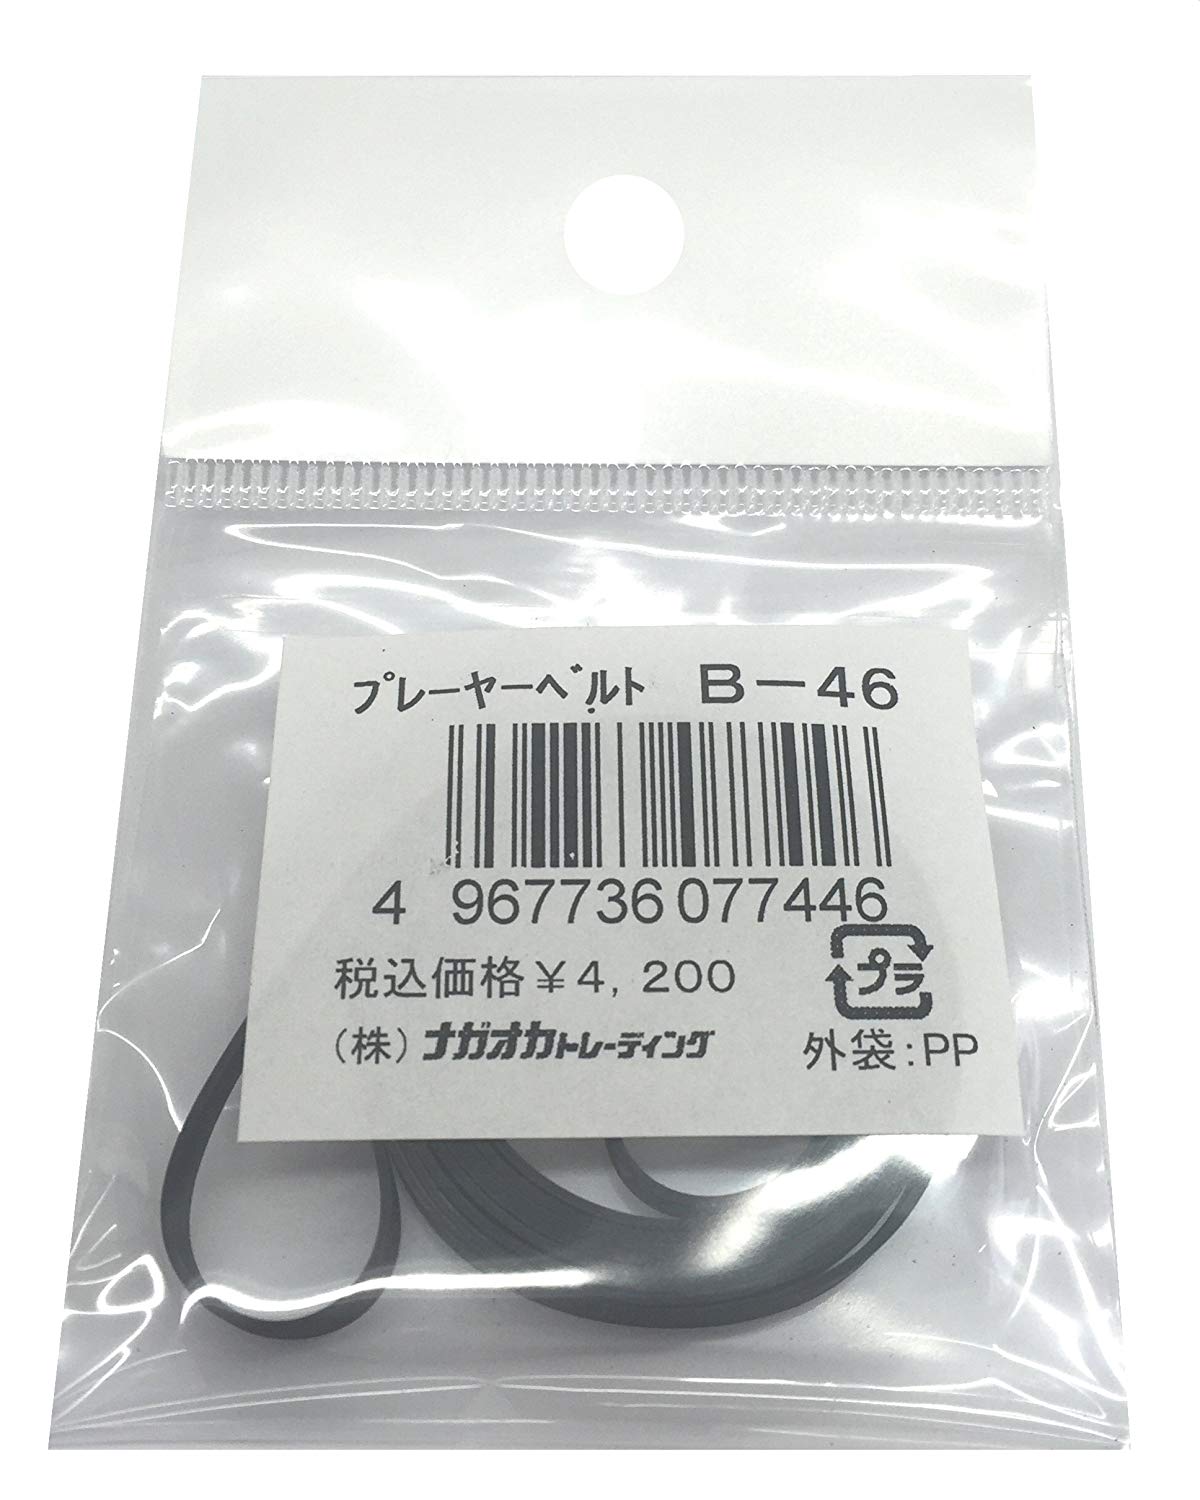 プレーヤーベルト B－46
4 967736 077446
税込価格￥4, 200
プラ
(株) ナガオカトレーディング
外袋:PP